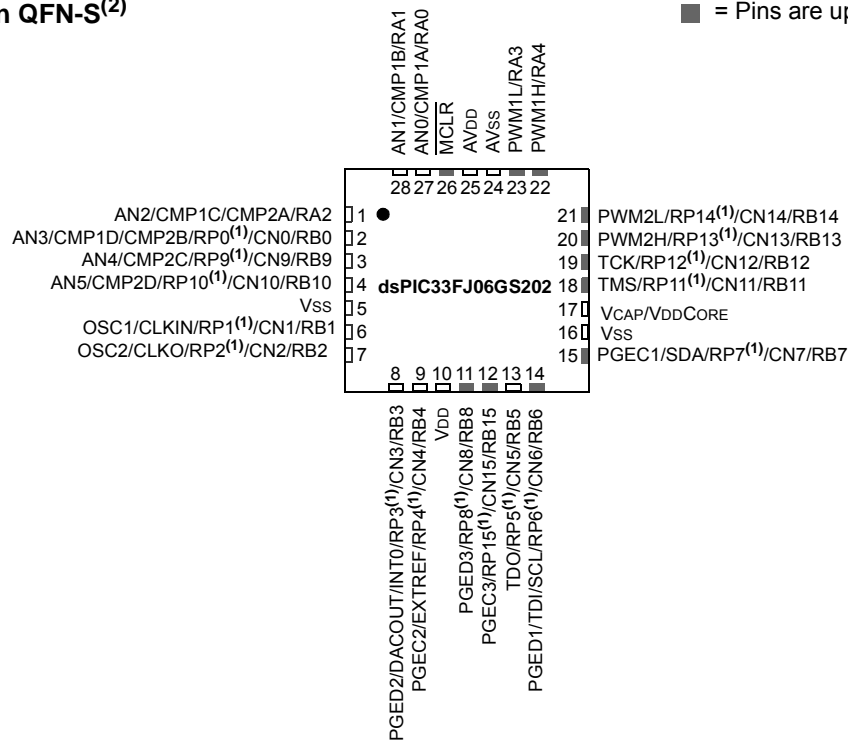 n QFN-S(2)
= Pins are up
AN1/CMP1B/RA1
AN0/CMP1A/RA0
MCLR
AVDD
AVSS
PWM1L/RA3
PWM1H/RA4
28 27 26 25 24 23 22
AN2/CMP1C/CMP2A/RA2 1
AN3/CMP1D/CMP2B/RP0(1)/CN0/RB0 2
AN4/CMP2C/RP9(1)/CN9/RB9 3
AN5/CMP2D/RP10(1)/CN10/RB10 4
VSS 5
OSC1/CLKIN/RP1(1)/CN1/RB1 6
OSC2/CLKO/RP2(1)/CN2/RB2 7
dsPIC33FJ06GS202
21 PWM2L/RP14(1)/CN14/RB14
20 PWM2H/RP13(1)/CN13/RB13
19 TCK/RP12(1)/CN12/RB12
18 TMS/RP11(1)/CN11/RB11
17 VCAP/VDDCORE
16 VSS
15 PGEC1/SDA/RP7(1)/CN7/RB7
8 9 10 11 12 13 14
PGED2/DACOUT/INT0/RP3(1)/CN3/RB3
PGEC2/EXTREF/RP4(1)/CN4/RB4
VDD
PGED3/RP8(1)/CN8/RB8
PGEC3/RP15(1)/CN15/RB15
TDO/RP5(1)/CN5/RB5
PGED1/TDI/SCL/RP6(1)/CN6/RB6